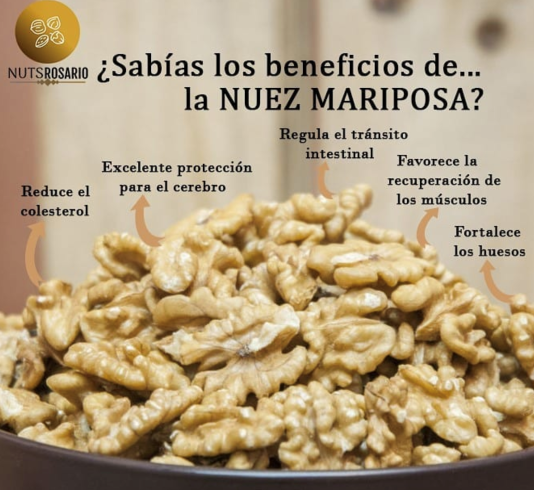 NUTSROSARIO
¿Sabías los beneficios de...
la NUEZ MARIPOSA?
Reduce el
colesterol
Excelente protección
para el cerebro
Regula el tránsito
intestinal
Favorece la
recuperación de
los músculos
Fortalece
los huesos